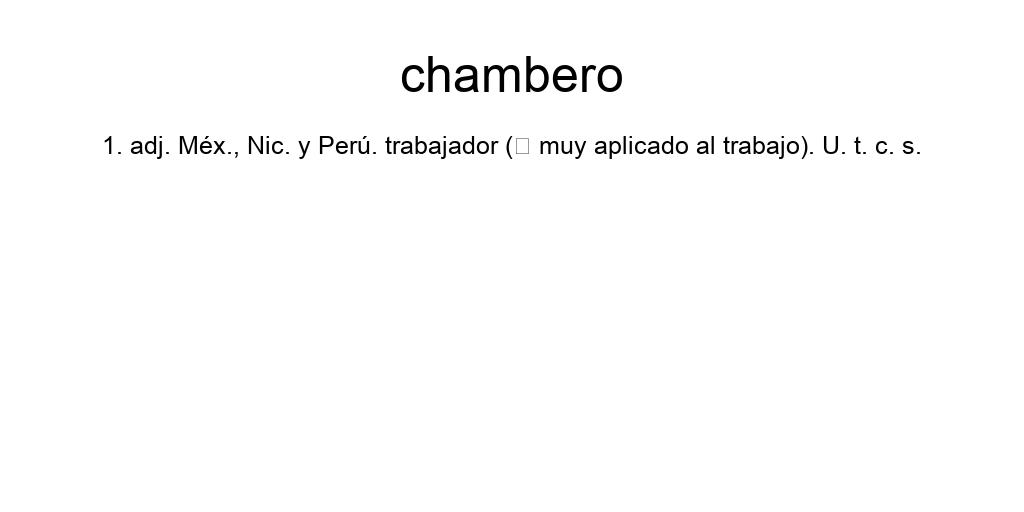 chambero
1. adj. Méx., Nic. y Perú. trabajador (□ muy aplicado al trabajo). U. t. c. s.